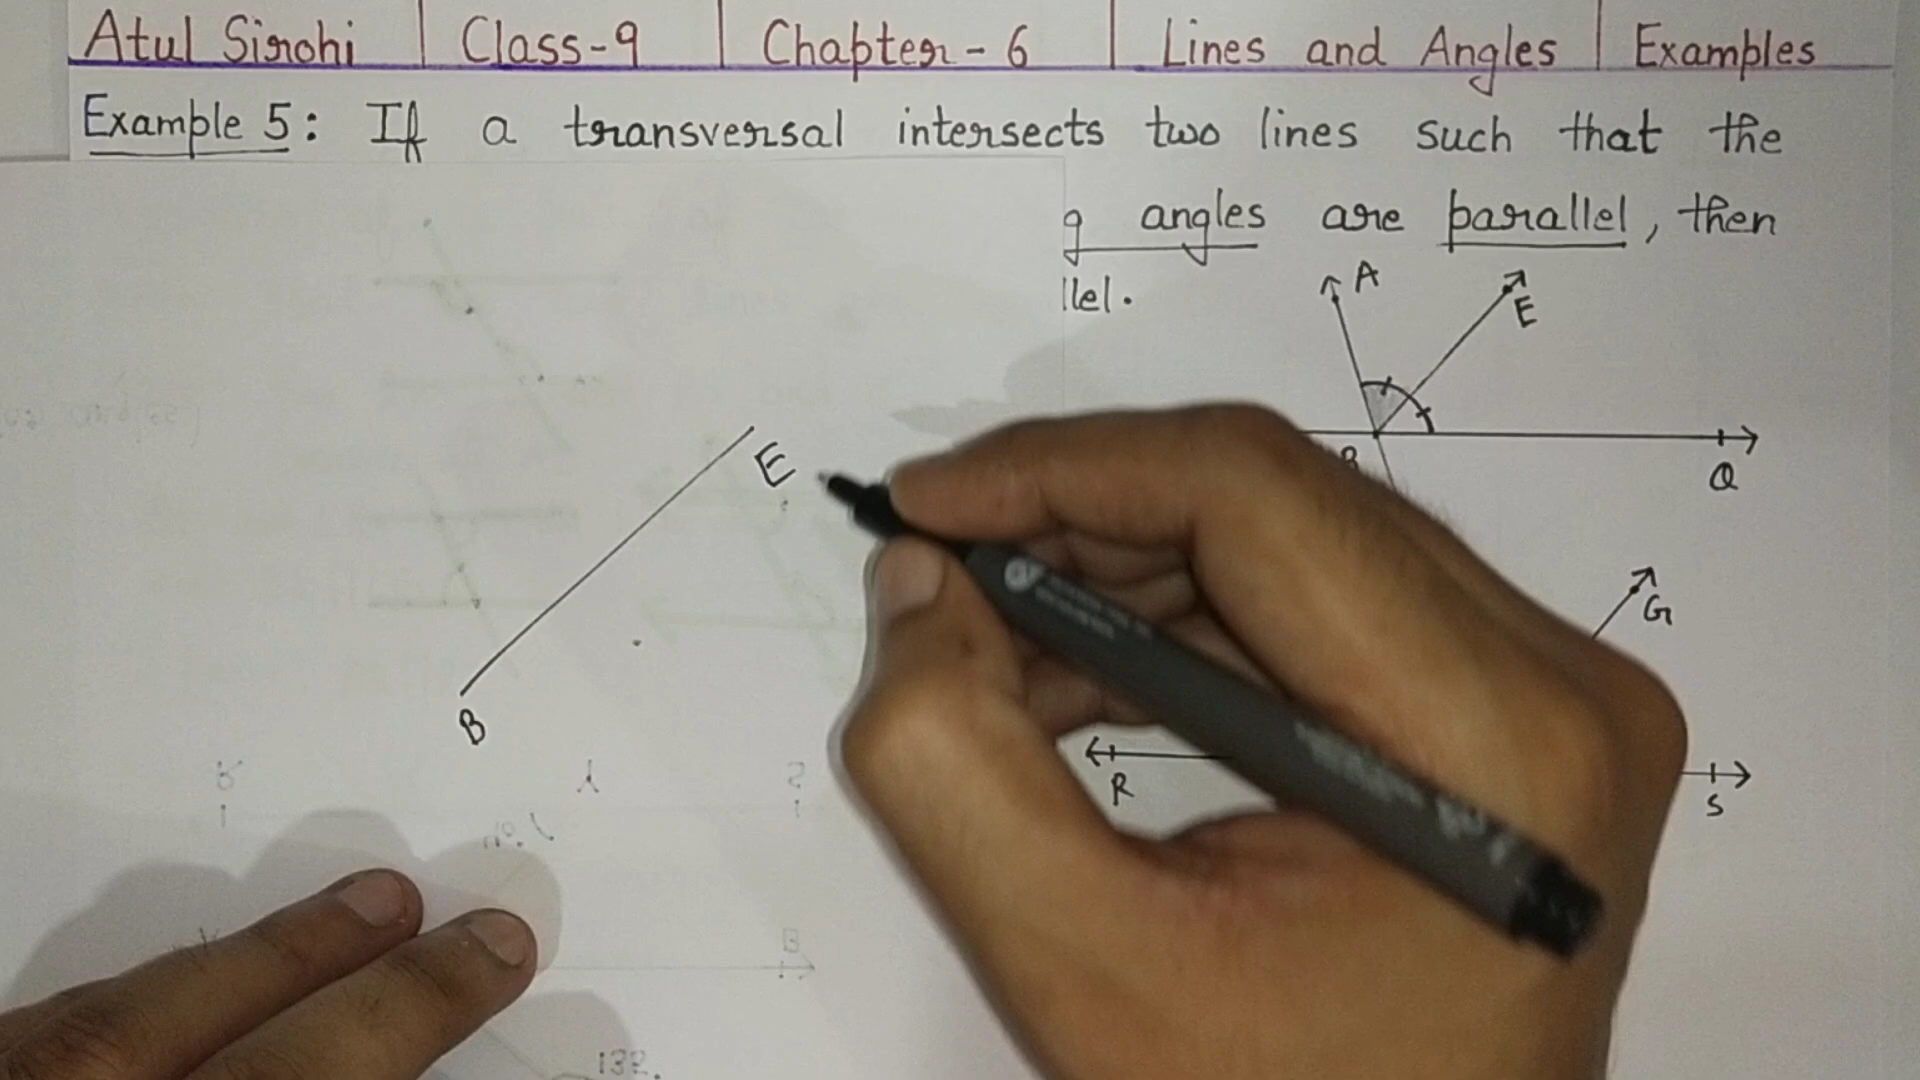 Atul Sirohi | Class-9 | Chapter-6 | Lines and Angles | Examples
Example 5: If a transversal intersects two lines such that the
g angles are parallel, then
llel.
A
E
E
Q
B
G
B
R
S